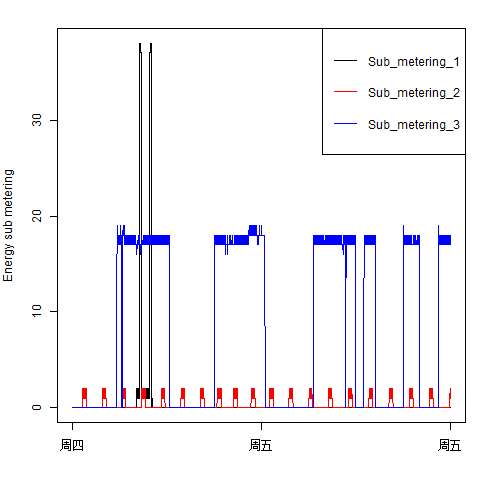 Sub_metering_1
Sub_metering_2
Sub_metering_3
Energy sub metering
30
20
10
0
周四 周五 周五